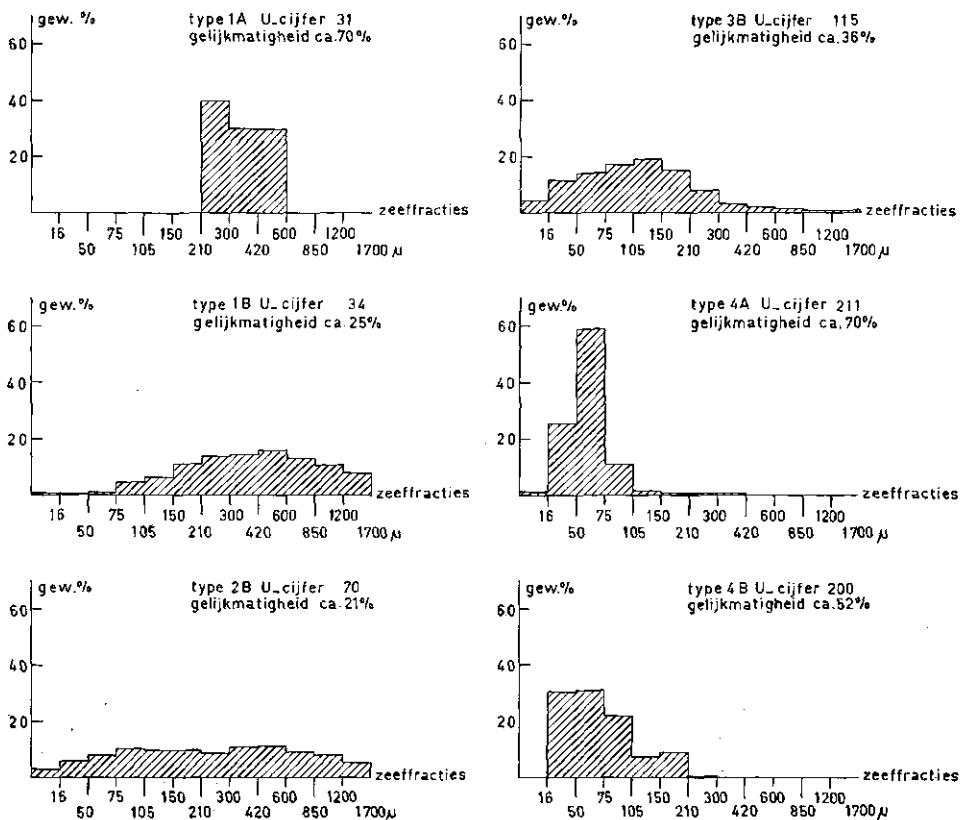 gew. %
type 1A U_cijfer 31
gelijkmatigheid ca.70%
60
40
20
zeeffracties
16 75 150 300 600 1200
50 105 210 420 850 1700 μ
gew.%
type 3B U_cijfer 115
gelijkmatigheid ca.36%
60
40
20
zeeffracties
16 75 105 300 600 1200
50 105 210 420 850 1700 μ
gew.%
type 1B U_cijfer 34
gelijkmatigheid ca.25%
60
40
20
zeeffracties
16 75 150 300 600 1200
50 105 210 420 850 1700 μ
gew.%
type 4A U_cijfer 211
gelijkmatigheid ca.70%
60
40
20
zeeffracties
16 75 150 300 600 1200
50 105 210 420 850 1700 μ
gew.%
type 2B U_cijfer 70
gelijkmatigheid ca.21%
60
40
20
zeeffracties
16 75 150 300 600 1200
50 105 210 420 850 1700 μ
gew.%
type 4B U_cijfer 200
gelijkmatigheid ca.52%
60
40
20
zeeffracties
16 75 150 300 600 1200
50 105 210 420 850 1700 μ